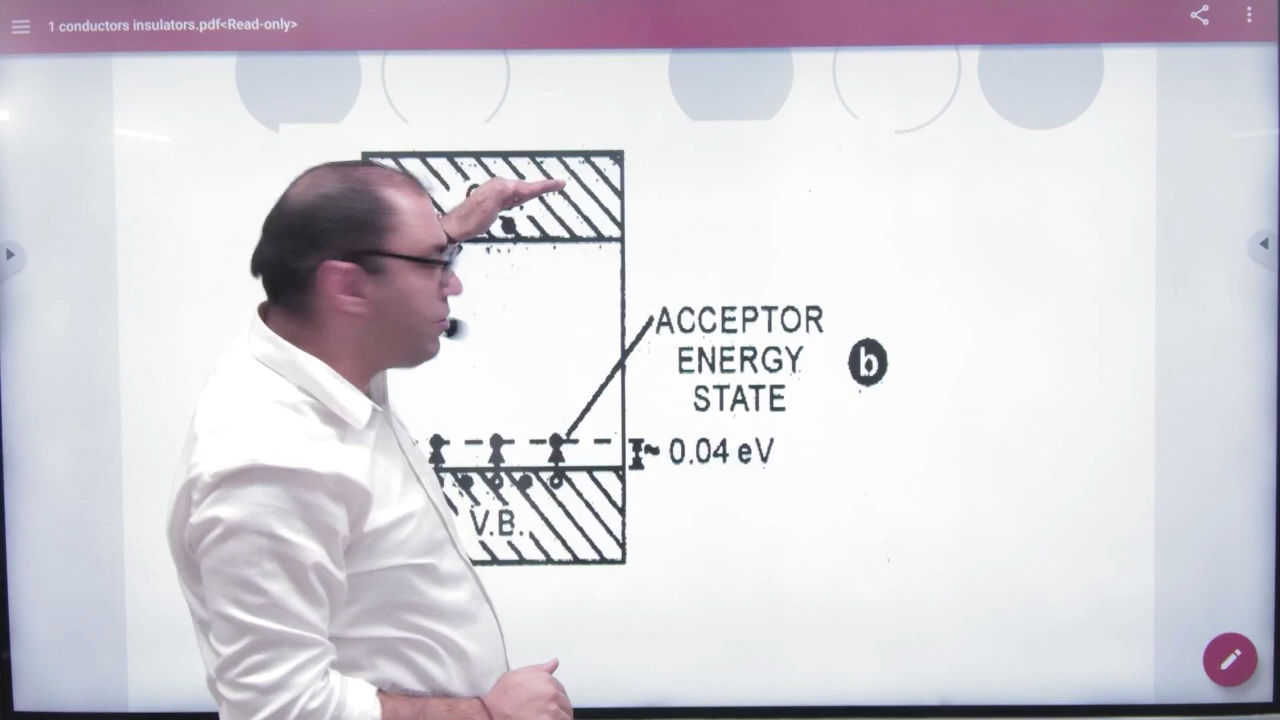 1 conductors insulators.pdf<Read-only>
ACCEPTOR
ENERGY
STATE
b
~ 0.04 eV
V.B.